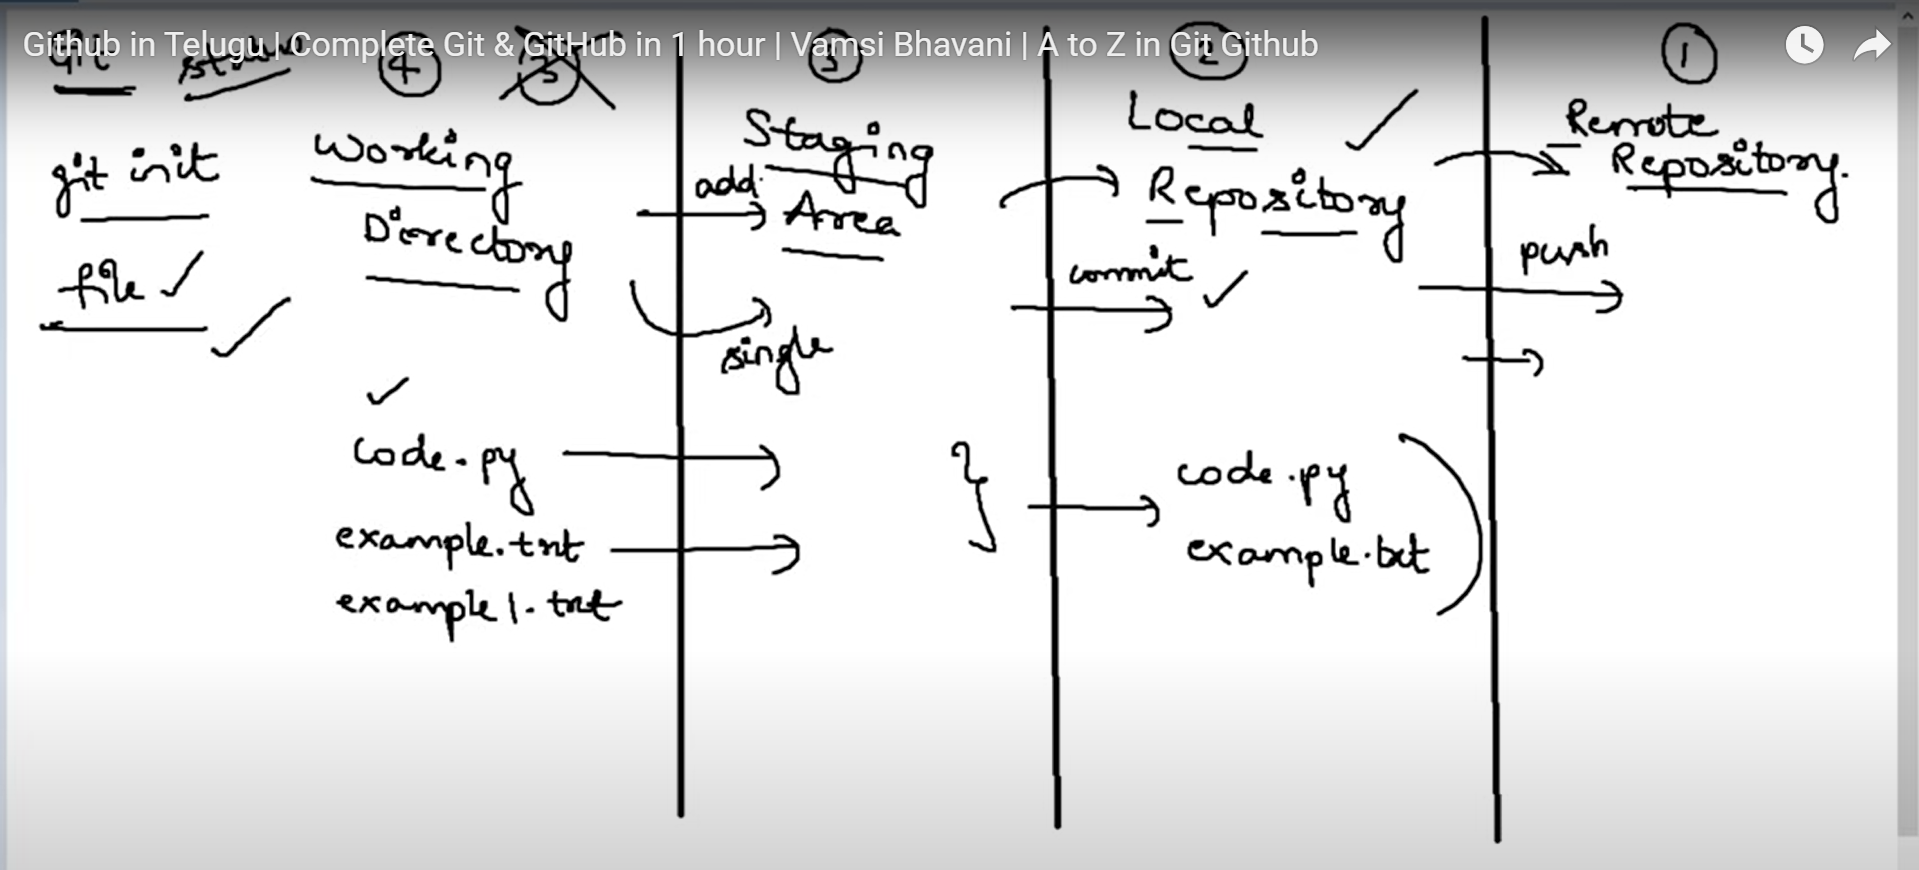 Github in Telugu | Complete Git & GitHub in 1 hour | Vamsi Bhavani | A to Z in Git Github
Git
4
3
3
2
1
git init
file
Working
Directory
add
Staging
Area
single
Local
Repository
commit
Remote
Repository.
push
code.py
example.txt
example1.txt
code.py
example.txt